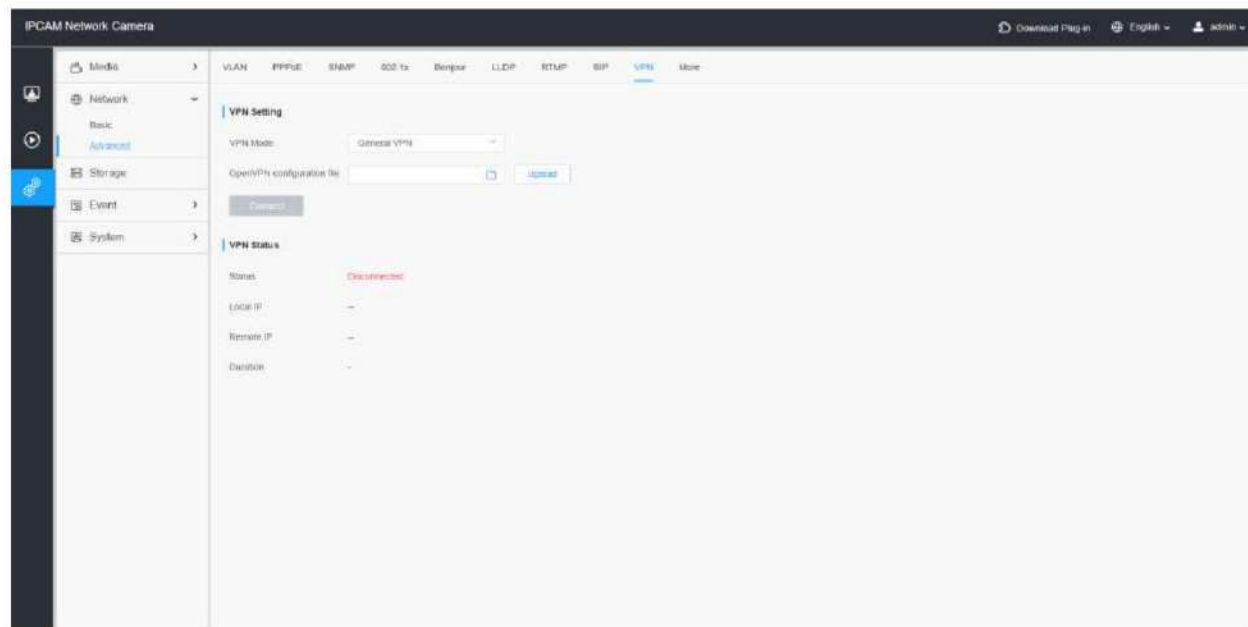 IPCAM Network Camera
Download Plug-in English admin
Media
Network
Basic
Advanced
Storage
Event
System
VLAN PPPoE SNMP 802.1x Bonjour LLDP RTMP SIP VPN More
VPN Setting
VPN Mode General VPN
OpenVPN configuration file Upload
Connect
VPN Status
Status Disconnected
Local IP --
Remote IP --
Duration -